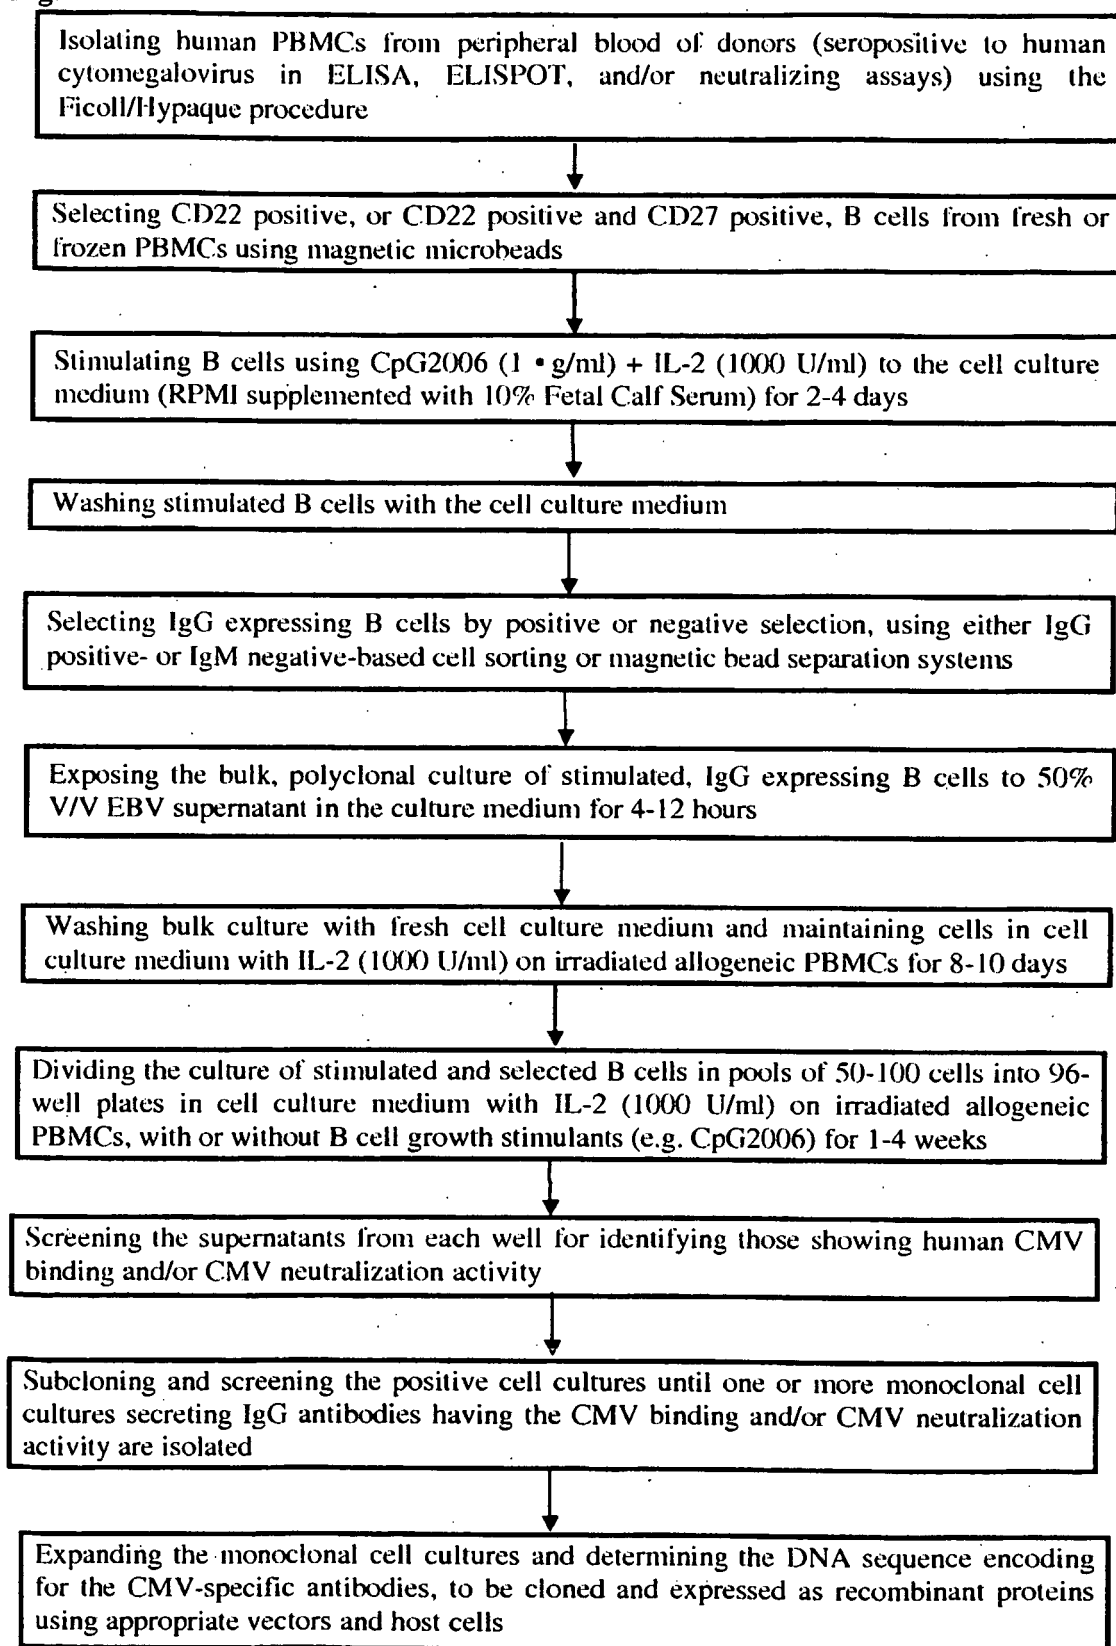 Isolating human PBMCs from peripheral blood of donors (seropositive to human
cytomegalovirus in ELISA, ELISPOT, and/or neutralizing assays) using the
Ficoll/Hypaque procedure
Selecting CD22 positive, or CD22 positive and CD27 positive, B cells from fresh or
frozen PBMCs using magnetic microbeads
Stimulating B cells using CpG2006 (1 • g/ml) + IL-2 (1000 U/ml) to the cell culture
medium (RPMI supplemented with 10% Fetal Calf Serum) for 2-4 days
Washing stimulated B cells with the cell culture medium
Selecting IgG expressing B cells by positive or negative selection, using either IgG
positive- or IgM negative-based cell sorting or magnetic bead separation systems
Exposing the bulk, polyclonal culture of stimulated, IgG expressing B cells to 50%
V/V EBV supernatant in the culture medium for 4-12 hours
Washing bulk culture with fresh cell culture medium and maintaining cells in cell
culture medium with IL-2 (1000 U/ml) on irradiated allogeneic PBMCs for 8-10 days
Dividing the culture of stimulated and selected B cells in pools of 50-100 cells into 96-
well plates in cell culture medium with IL-2 (1000 U/ml) on irradiated allogeneic
PBMCs, with or without B cell growth stimulants (e.g. CpG2006) for 1-4 weeks
Screening the supernatants from each well for identifying those showing human CMV
binding and/or CMV neutralization activity
Subcloning and screening the positive cell cultures until one or more monoclonal cell
cultures secreting IgG antibodies having the CMV binding and/or CMV neutralization
activity are isolated
Expanding the monoclonal cell cultures and determining the DNA sequence encoding
for the CMV-specific antibodies, to be cloned and expressed as recombinant proteins
using appropriate vectors and host cells